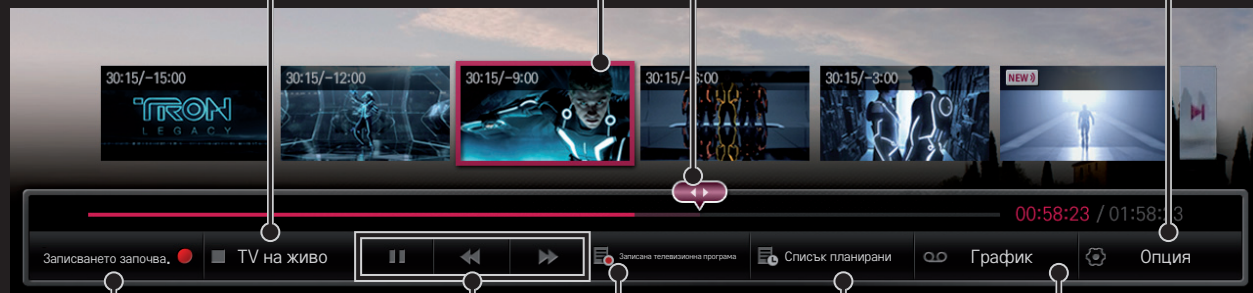 30:15/-15:00
30:15/-12:00
30:15/-9:00
30:15/-6:00
30:15/-3:00
NEW
TRON
LEGACY
00:58:23 / 01:58:23
Записването започва.
TV на живо
Записана телевизионна програма
Списък планирани
График
Опция